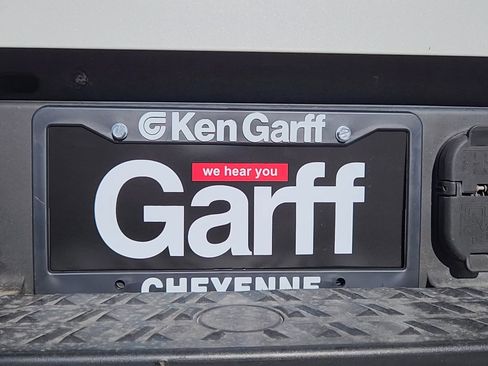 Ken Garff
we hear you
Garff
CHEYENNE